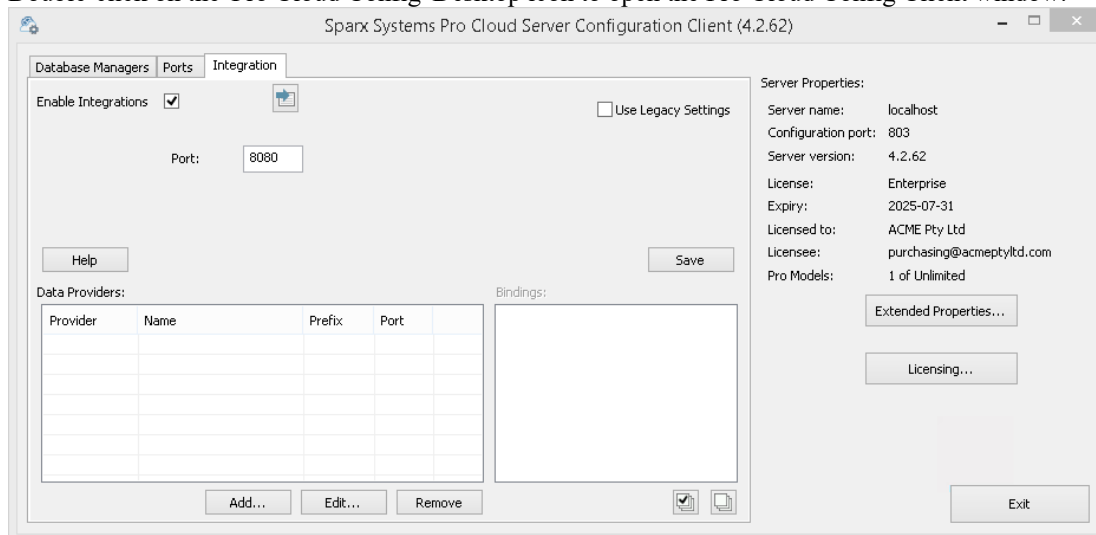 Sparx Systems Pro Cloud Server Configuration Client (4.2.62)
Database Managers Ports Integration
Enable Integrations
Use Legacy Settings
Port: 8080
Help
Save
Data Providers:
Bindings:
Provider Name Prefix Port
Add... Edit... Remove
Server Properties:
Server name: localhost
Configuration port: 803
Server version: 4.2.62
License: Enterprise
Expiry: 2025-07-31
Licensed to: ACME Pty Ltd
Licensee: purchasing@acmeptyltd.com
Pro Models: 1 of Unlimited
Extended Properties...
Licensing...
Exit